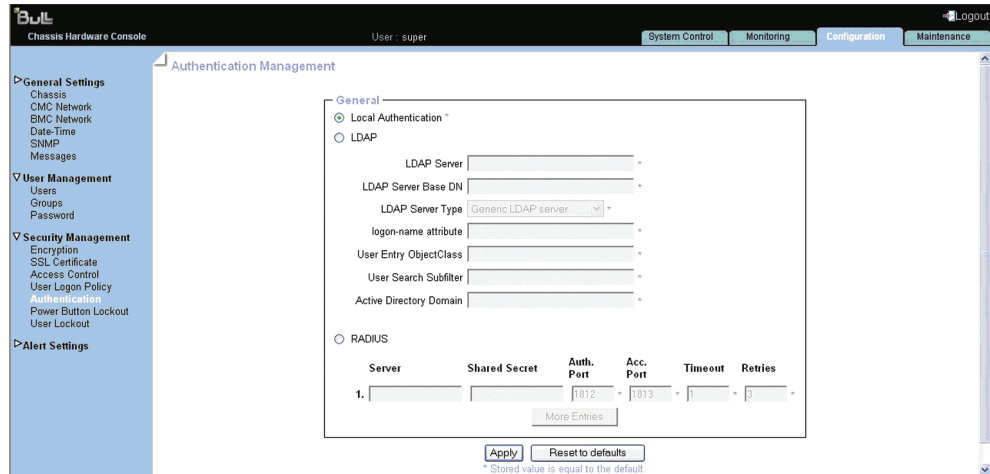 Bull
Logout
Chassis Hardware Console
User : super
System Control
Monitoring
Configuration
Maintenance
Authentication Management
General Settings
Chassis
CMC Network
BMC Network
Date-Time
SNMP
Messages
User Management
Users
Groups
Password
Security Management
Encryption
SSL Certificate
Access Control
User Logon Policy
Authentication
Power Button Lockout
User Lockout
Alert Settings
General
Local Authentication *
LDAP
LDAP Server *
LDAP Server Base DN *
LDAP Server Type Generic LDAP server *
logon-name attribute *
User Entry ObjectClass *
User Search Subfilter *
Active Directory Domain *
RADIUS
Server Shared Secret Auth. Port Acc. Port Timeout Retries
1. 1812 * 1813 * 1 * 3 *
More Entries
Apply Reset to defaults
* Stored value is equal to the default.